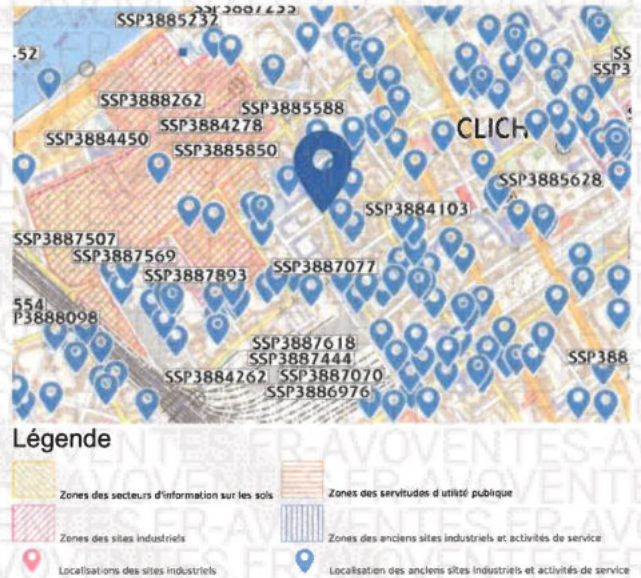 SSP3887235
SSP3885232
-52
SSP3888262
SSP3885588
SSP3884278
SSP3884450
SSP3885850
CLICH
SSP3885628
SSP3884103
SSP3887507
SSP3887569
SSP3887893
SSP3887077
554
P3888098
SSP3887618
SSP3887444
SSP388
SSP3884262
SSP3887070
SSP3886976
Légende
Zones des secteurs d'information sur les sols
Zones des servitudes d utilité publique
Zones des sites industriels
Zones des anciens sites industriels et activités de service
Localisations des sites industriels
Localisation des anciens sites industriels et activités de service